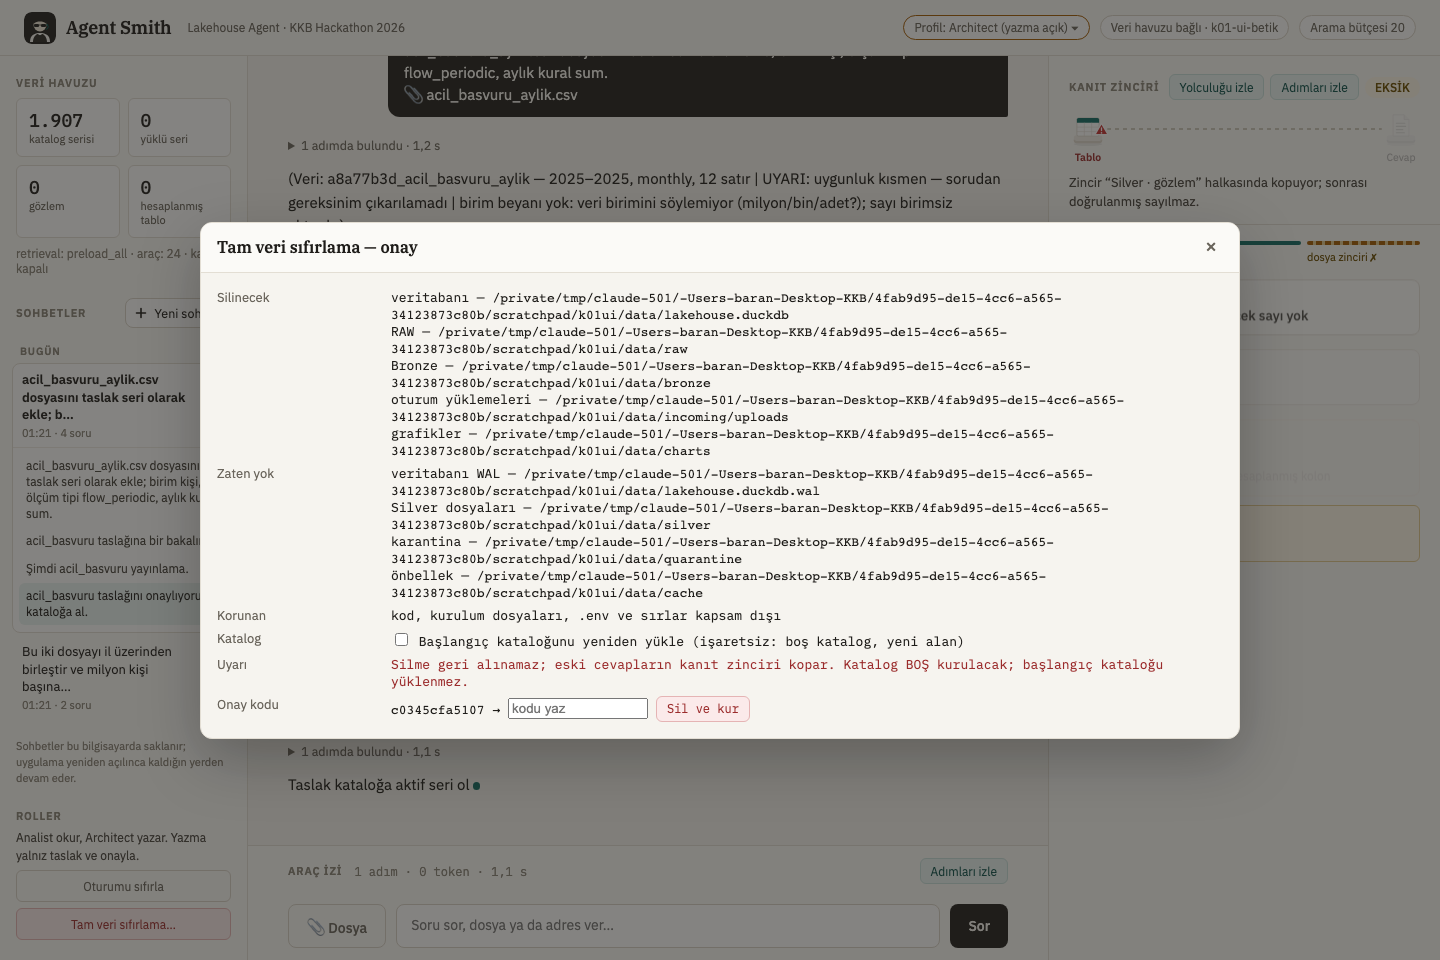 Agent Smith
Lakehouse Agent · KKB Hackathon 2026
Profil: Architect (yazma açık)
Veri havuzu bağlı · k01-ui-betik
Arama bütçesi 20
VERİ HAVUZU
1.907
katalog serisi
0
yüklü seri
0
gözlem
0
hesaplanmış
tablo
retrieval: preload_all · araç: 24 ·
kapalı
SOHBETLER
+ Yeni
BUGÜN
acil_basvuru_aylik.csv
dosyasını taslak seri olarak
ekle; b...
01:21 · 4 soru
acil_basvuru_aylik.csv dosyasını
taslak seri olarak ekle; birim kişi,
ölçüm tipi flow_periodic, aylık
sum.
acil_basvuru taslağına bir
Şimdi acil_basvuru yayınlama.
acil_basvuru taslağını
kataloğa al.
Bu iki dosyayı il üzerinden
birleştir ve milyon kişi
başına...
01:21 · 2 soru
Sohbetler bu bilgisayarda saklanır;
uygulama yeniden açılınca kaldığın yerden
devam eder.
ROLLER
Analist okur, Architect yazar. Yazma
yalnız taslak ve onayla.
Oturumu sıfırla
Tam veri sıfırlama...
flow_periodic, aylık kural sum.
acil_basvuru_aylik.csv
▶ 1 adımda bulundu · 1,2 s
(Veri: a8a77b3d_acil_basvuru_aylik — 2025–2025, monthly, 12 satır | UYARI: uygunluk kısmen — sorudan
gereksinim çıkarılamadı | birim beyanı yok: veri birimini söylemiyor (milyon/bin/adet?); sayı birimsiz
Tam veri sıfırlama — onay
×
Silinecek
veritabanı — /private/tmp/claude-501/-Users-baran-Desktop-KKB/4fab9d95-de15-4cc6-a565-
34123873c80b/scratchpad/k01ui/data/lakehouse.duckdb
RAW — /private/tmp/claude-501/-Users-baran-Desktop-KKB/4fab9d95-de15-4cc6-a565-
34123873c80b/scratchpad/k01ui/data/raw
Bronze — /private/tmp/claude-501/-Users-baran-Desktop-KKB/4fab9d95-de15-4cc6-a565-
34123873c80b/scratchpad/k01ui/data/bronze
oturum yüklemeleri — /private/tmp/claude-501/-Users-baran-Desktop-KKB/4fab9d95-de15-4cc6-a565-
34123873c80b/scratchpad/k01ui/data/incoming/uploads
grafikler — /private/tmp/claude-501/-Users-baran-Desktop-KKB/4fab9d95-de15-4cc6-a565-
34123873c80b/scratchpad/k01ui/data/charts
Zaten yok
veritabanı WAL — /private/tmp/claude-501/-Users-baran-Desktop-KKB/4fab9d95-de15-4cc6-a565-
34123873c80b/scratchpad/k01ui/data/lakehouse.duckdb.wal
Silver dosyaları — /private/tmp/claude-501/-Users-baran-Desktop-KKB/4fab9d95-de15-4cc6-a565-
34123873c80b/scratchpad/k01ui/data/silver
karantina — /private/tmp/claude-501/-Users-baran-Desktop-KKB/4fab9d95-de15-4cc6-a565-
34123873c80b/scratchpad/k01ui/data/quarantine
önbellek — /private/tmp/claude-501/-Users-baran-Desktop-KKB/4fab9d95-de15-4cc6-a565-
34123873c80b/scratchpad/k01ui/data/cache
Korunan
kod, kurulum dosyaları, .env ve sırlar kapsam dışı
Katalog
Başlangıç kataloğunu yeniden yükle (işaretsiz: boş katalog, yeni alan)
Uyarı
Silme geri alınamaz; eski cevapların kanıt zinciri kopar. Katalog BOŞ kurulacak; başlangıç kataloğu
yüklenmez.
Onay kodu
c0345cfa5107 →
kodu yaz
Sil ve kur
▶ 1 adımda bulundu · 1,1 s
Taslak kataloğa aktif seri ol
ARAÇ İZİ
1 adım · 0 token · 1,1 s
Adımları izle
Dosya
Soru sor, dosya ya da adres ver...
Sor
KANIT ZİNCİRİ
Yolculuğu izle
Adımları izle
EKSİK
Tablo
Cevap
Zincir “Silver · gözlem” halkasında kopuyor; sonrası
doğrulanmış sayılmaz.
dosya zinciri ✗
sayı yok